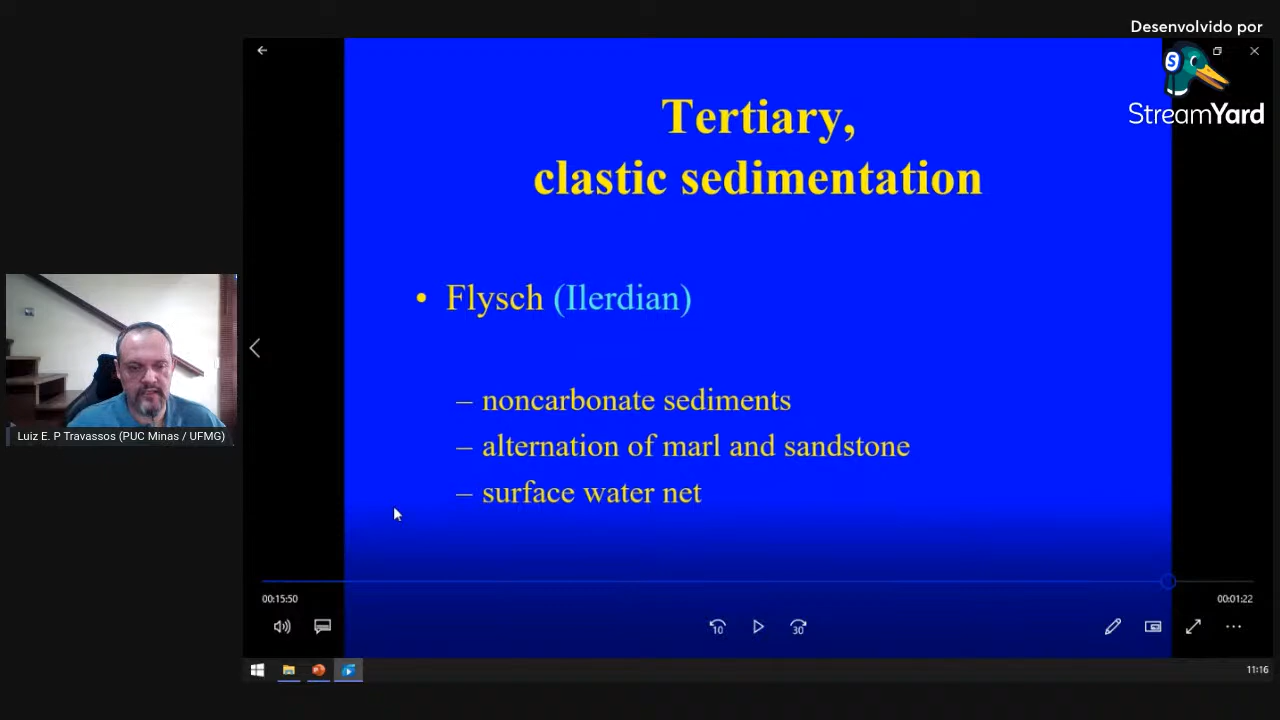 Desenvolvido por
StreamYard
Tertiary,
clastic sedimentation
• Flysch (Ilerdian)
– noncarbonate sediments
– alternation of marl and sandstone
– surface water net
Luiz E. P Travassos (PUC Minas / UFMG)
00:15:50
00:01:22
10
30
11:16